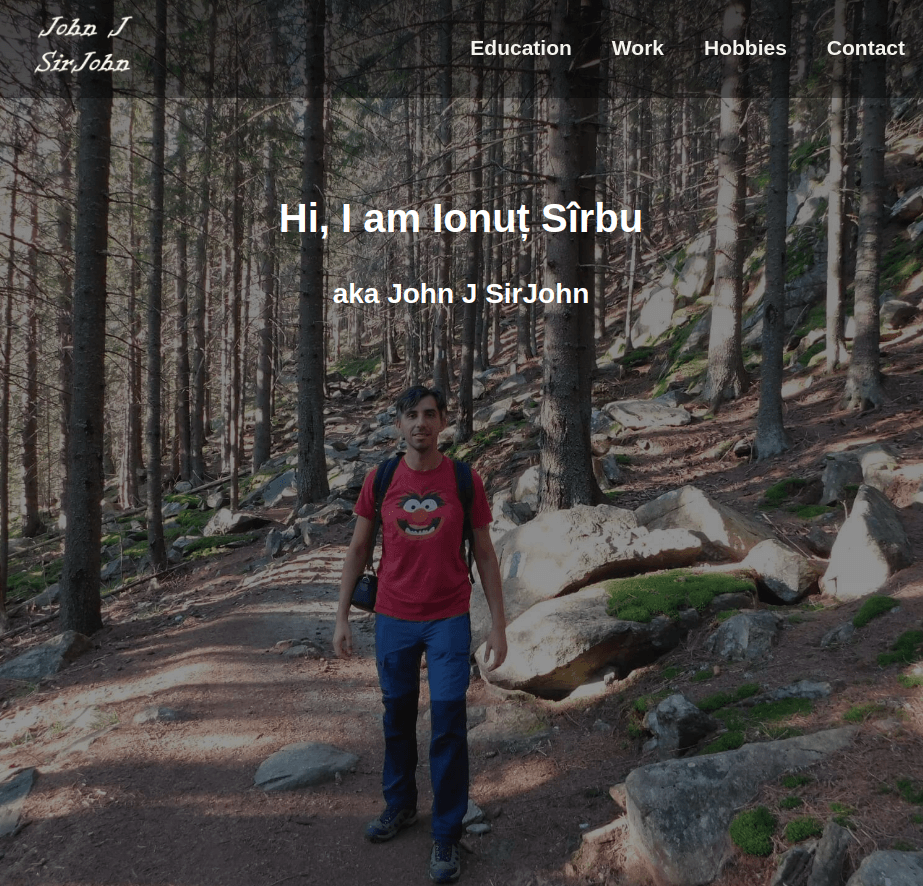 John J
SirJohn
Education Work Hobbies Contact
Hi, I am Ionuț Sîrbu
aka John J SirJohn